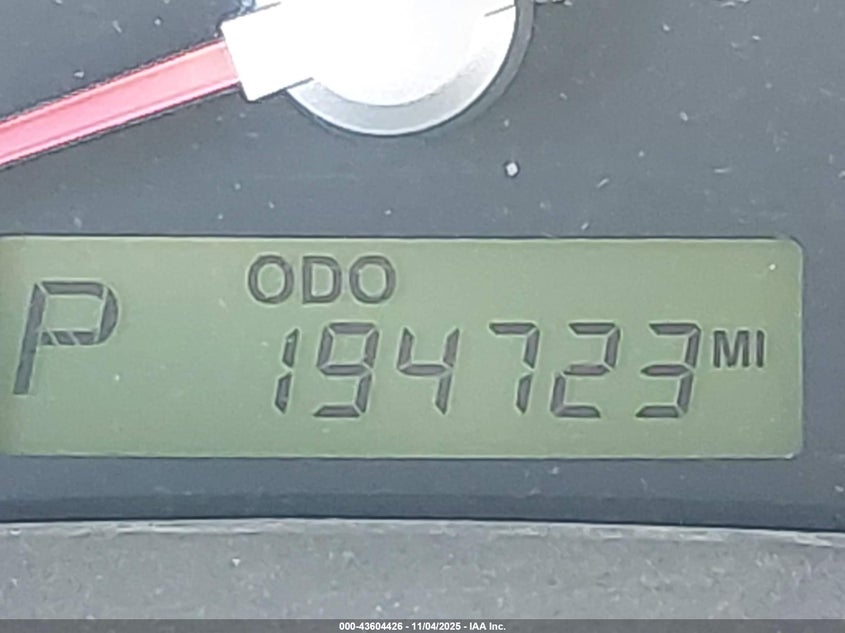 ODO
P 194723 MI
000-43604426 - 11/04/2025 - IAA Inc.